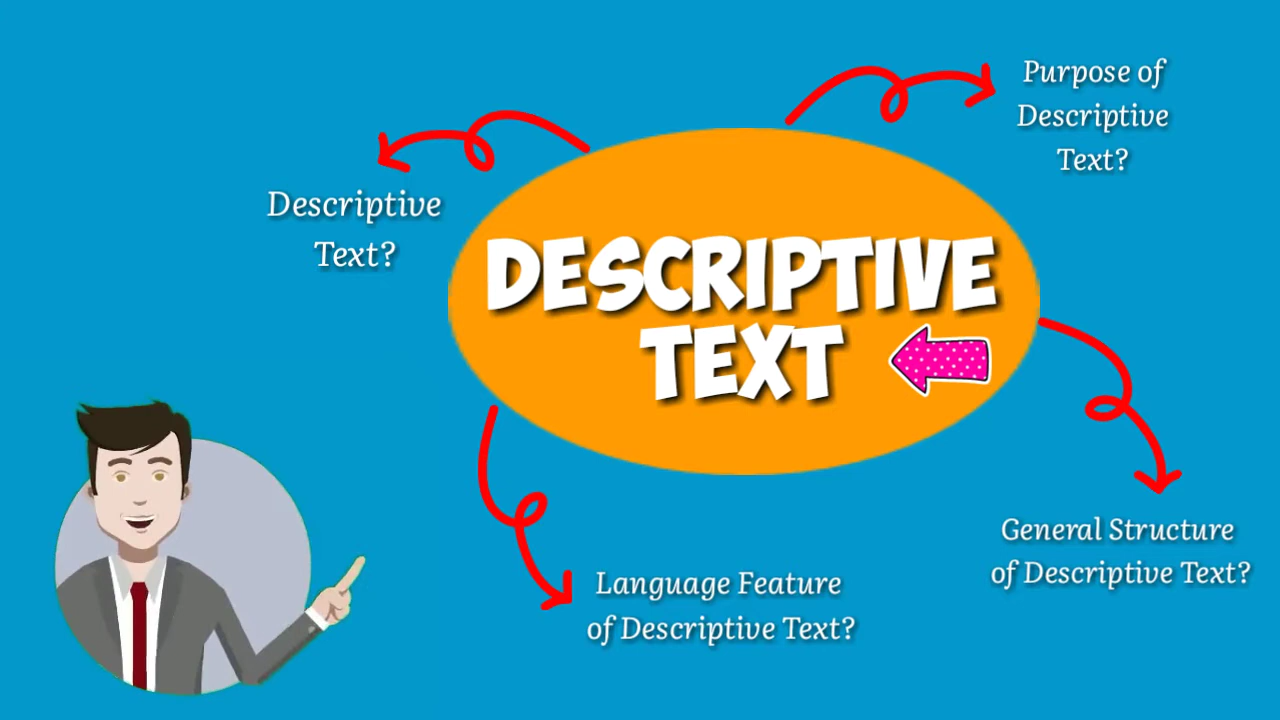 Purpose of
Descriptive
Text?
Descriptive
Text?
DESCRIPTIVE
TEXT
General Structure
of Descriptive Text?
Language Feature
of Descriptive Text?